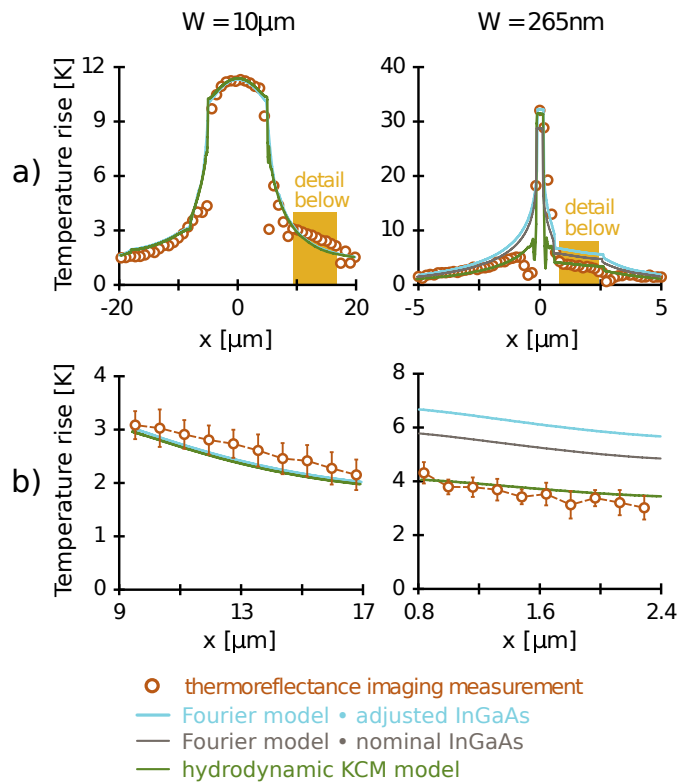 W = 10µm
W = 265nm
a)
Temperature rise [K]
12
9
6
3
0
-20
-10
0
10
20
x [µm]
detail
below
40
30
20
10
0
-5
0
5
x [µm]
detail
below
b)
Temperature rise [K]
4
3
2
1
0
9
13
17
x [µm]
8
6
4
2
0
0.8
1.6
2.4
x [µm]
thermoreflectance imaging measurement
Fourier model • adjusted InGaAs
Fourier model • nominal InGaAs
hydrodynamic KCM model